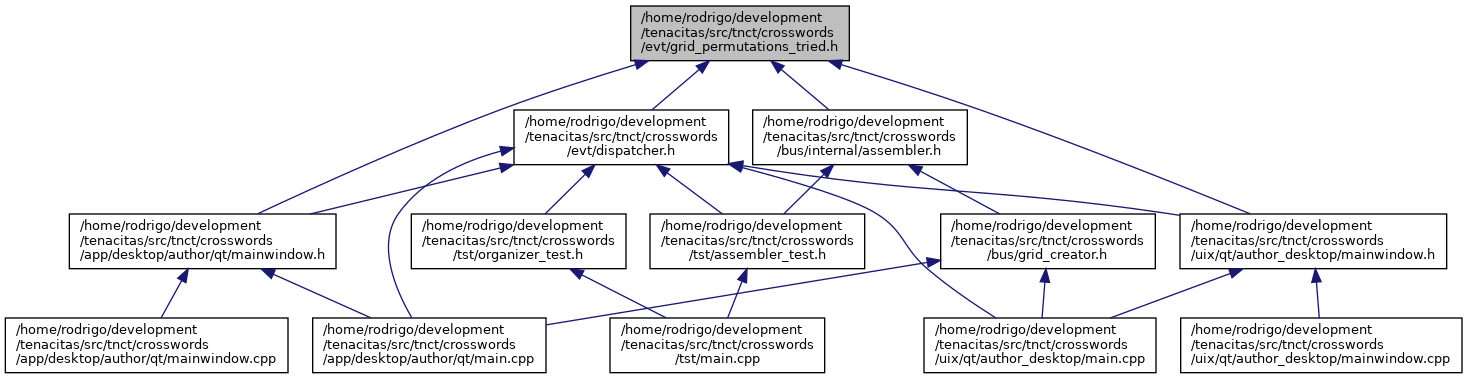 /home/rodrigo/development
/tenacitas/src/tnct/crosswords
/evt/grid_permutations_tried.h
/home/rodrigo/development
/tenacitas/src/tnct/crosswords
/evt/dispatcher.h
/home/rodrigo/development
/tenacitas/src/tnct/crosswords
/bus/internal/assembler.h
/home/rodrigo/development
/tenacitas/src/tnct/crosswords
/app/desktop/author/qt/mainwindow.h
/home/rodrigo/development
/tenacitas/src/tnct/crosswords
/tst/organizer_test.h
/home/rodrigo/development
/tenacitas/src/tnct/crosswords
/tst/assembler_test.h
/home/rodrigo/development
/tenacitas/src/tnct/crosswords
/bus/grid_creator.h
/home/rodrigo/development
/tenacitas/src/tnct/crosswords
/uix/qt/author_desktop/mainwindow.h
/home/rodrigo/development
/tenacitas/src/tnct/crosswords
/app/desktop/author/qt/mainwindow.cpp
/home/rodrigo/development
/tenacitas/src/tnct/crosswords
/app/desktop/author/qt/main.cpp
/home/rodrigo/development
/tenacitas/src/tnct/crosswords
/tst/main.cpp
/home/rodrigo/development
/tenacitas/src/tnct/crosswords
/uix/qt/author_desktop/main.cpp
/home/rodrigo/development
/tenacitas/src/tnct/crosswords
/uix/qt/author_desktop/mainwindow.cpp